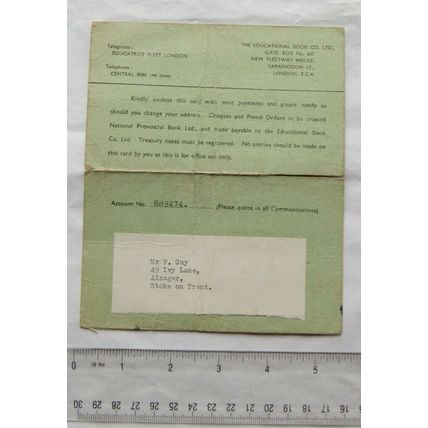 Telegrams:
EDUCATRICE FLEET LONDON
Telephone:
CENTRAL 8080 (44 lines)
THE EDUCATIONAL BOOK CO. LTD.,
G.P.O. BOX No.
NEW FLEETWAY HOUSE,
FARRINGDON ST.,
LONDON, E.C.4
Kindly enclose this card with your payments and please notify us
should you change your address. Cheques and Postal Orders to be crossed
National Provincial Bank Ltd., and made payable to the Educational Book
Co. Ltd. Treasury notes must be registered. No entries should be made on
this card by you as this is for office use only.
Account No. 8d9474. (Please quote in all Communications)
Mr F. Guy
49 Ivy Lane,
Alsager,
Stoke on Trent.
0 1 2 3 4 5
30 29 28 27 26 25 24 23 22 21 20 19 18